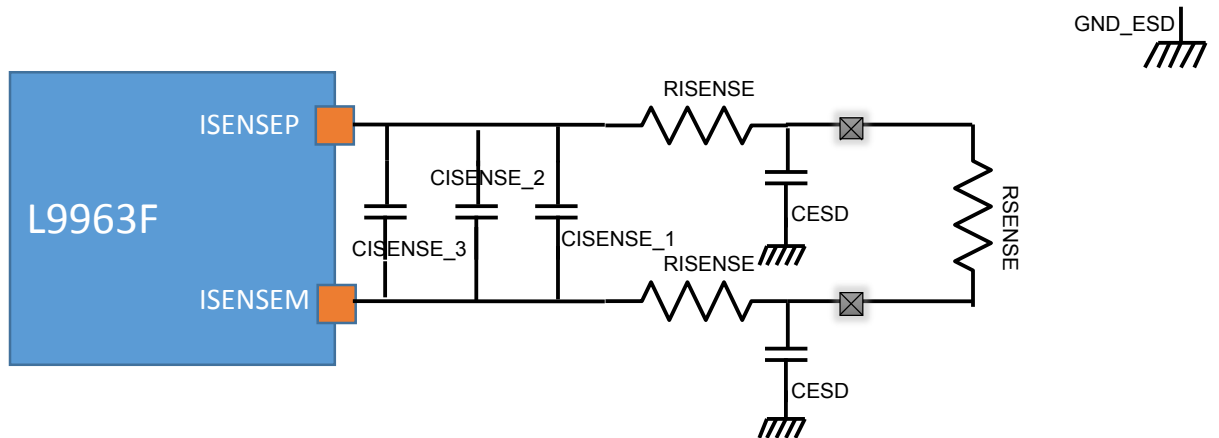 GND_ESD
RISENSE
ISENSEP
CISENSE_2
L9963F
CESD
RSENSE
CISENSE_3
CISENSE_1
RISENSE
ISENSEM
CESD